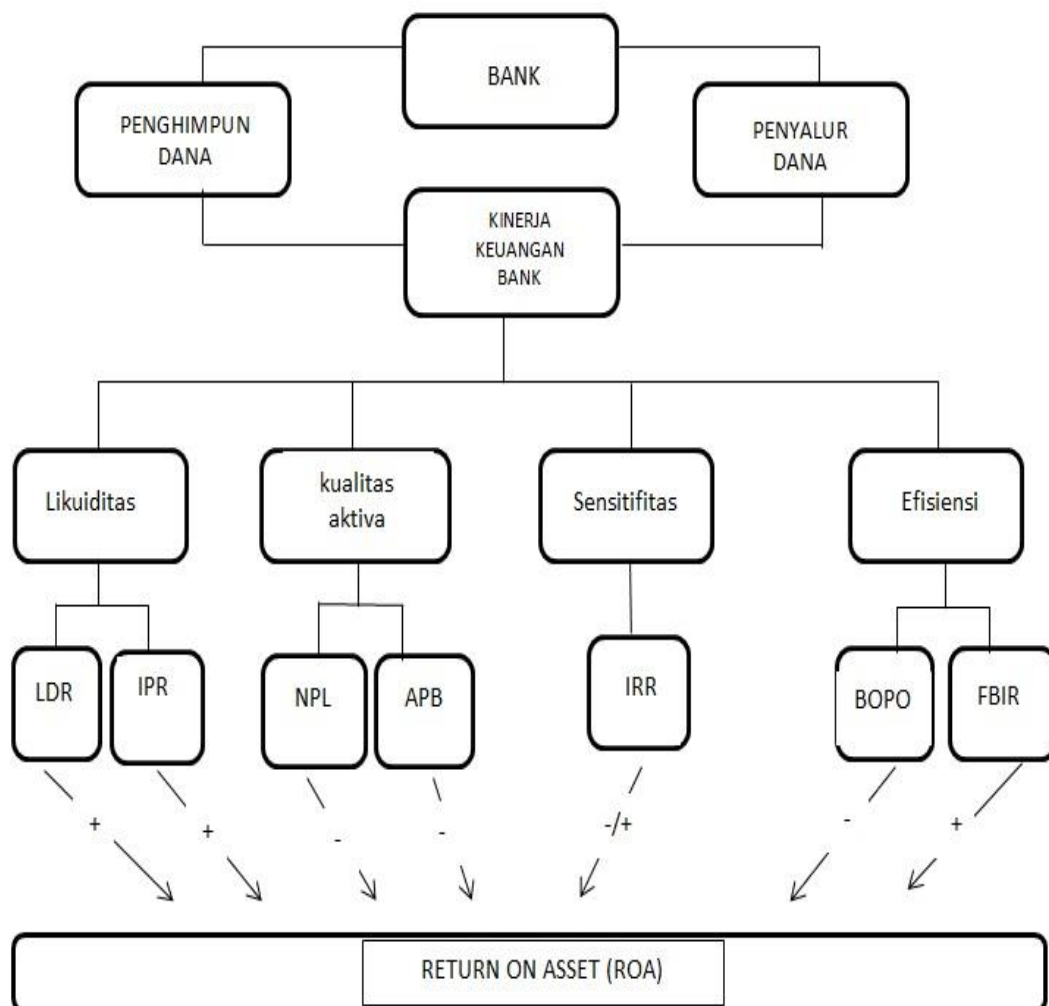 BANK
PENGHIMPUN
DANA
PENYALUR
DANA
KINERJA
KEUANGAN
BANK
Likuiditas
kualitas
aktiva
Sensitifitas
Efisiensi
LDR
IPR
NPL
APB
IRR
BOPO
FBIR
+
+
-
-
-/+
-
+
RETURN ON ASSET (ROA)